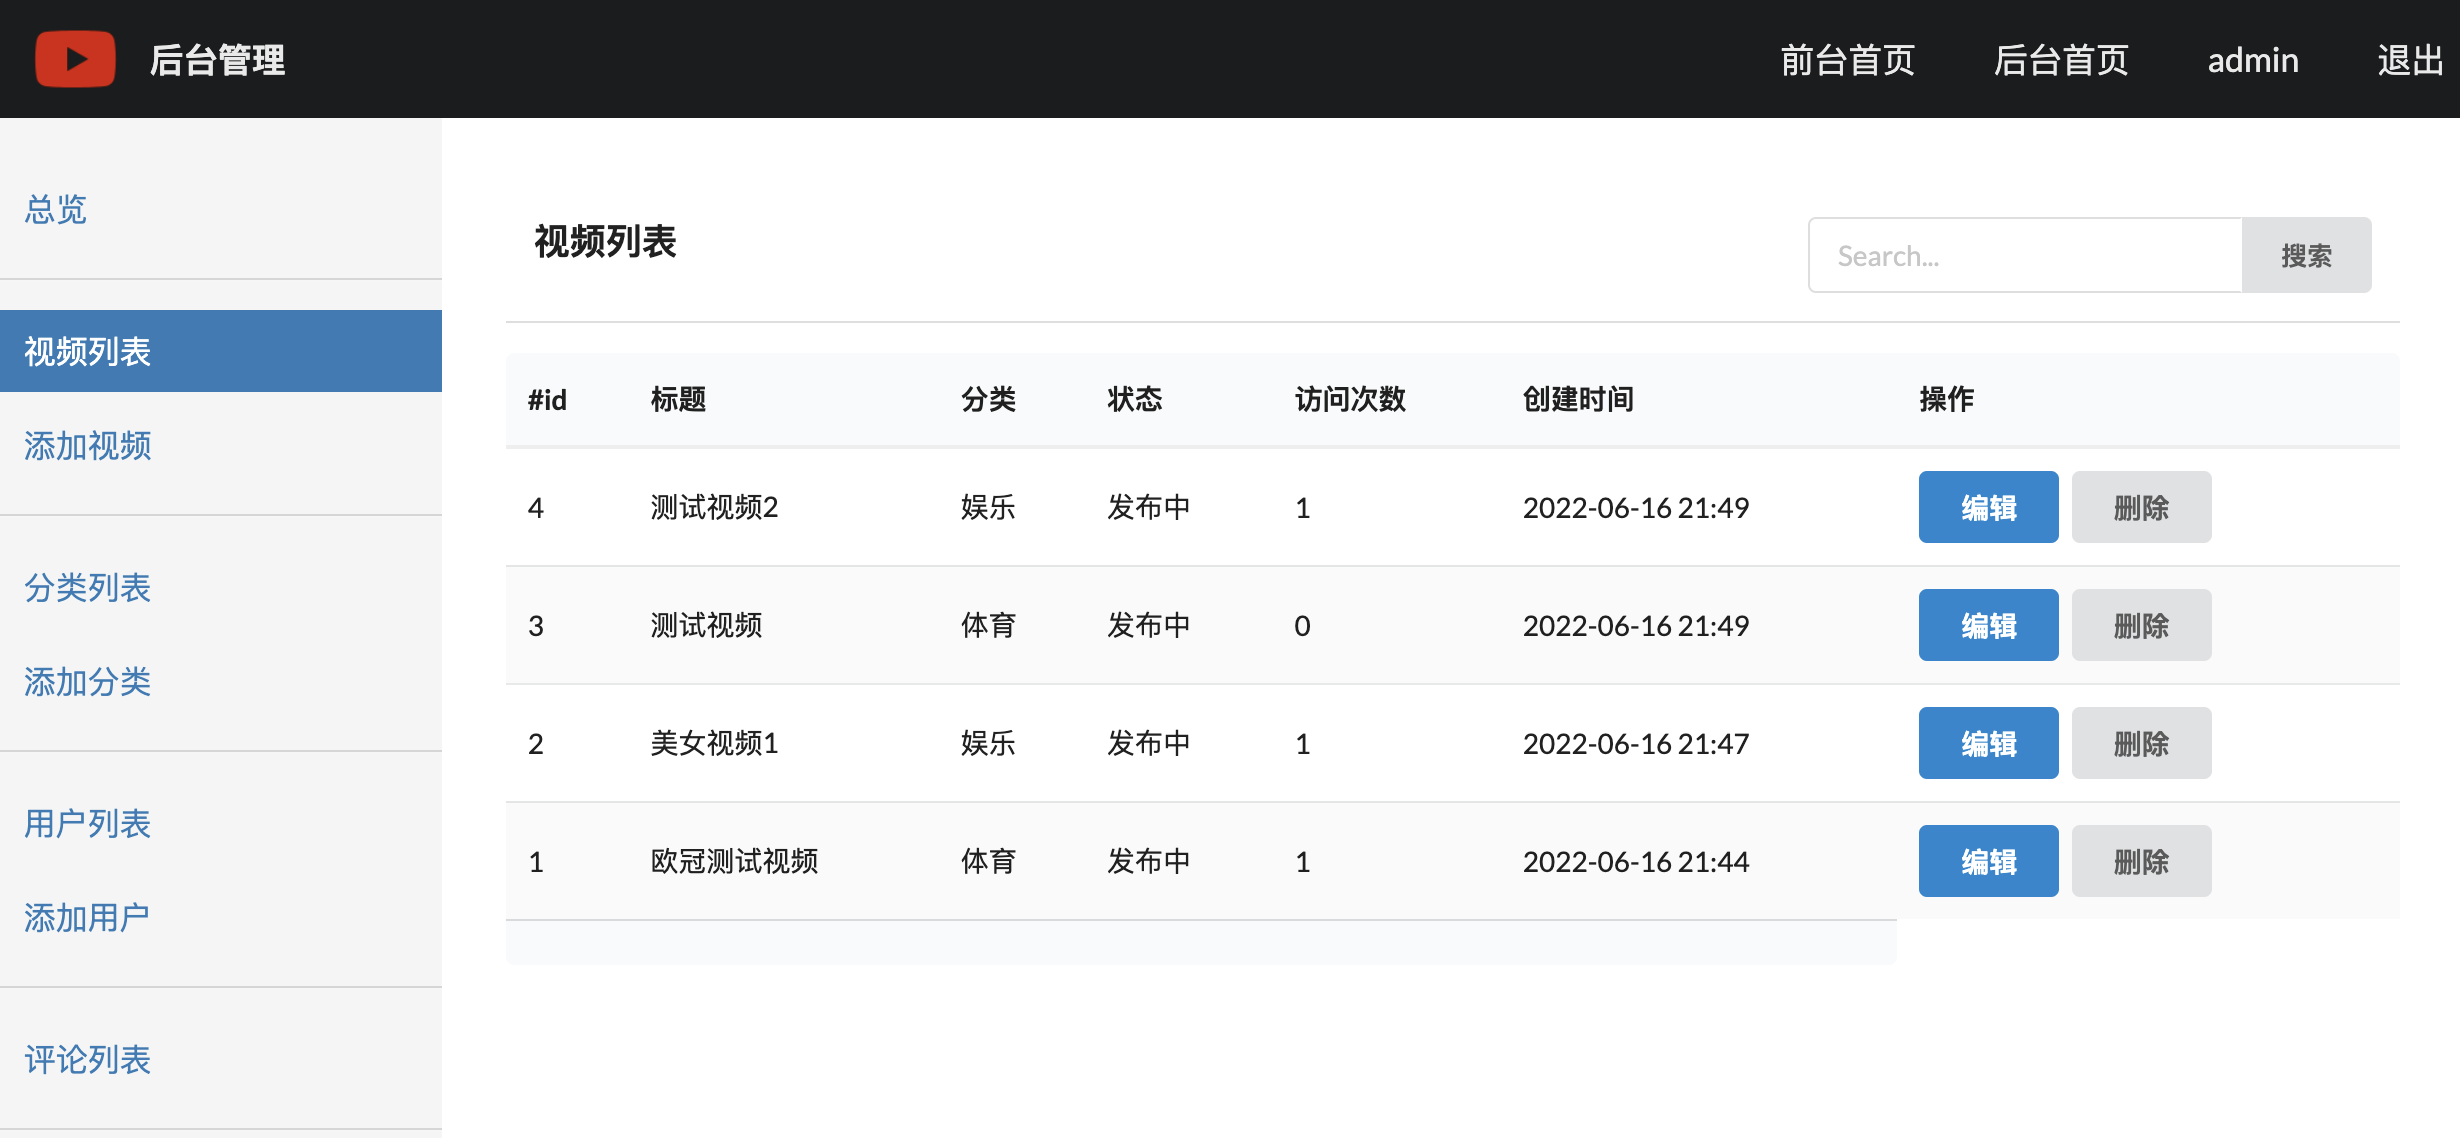 后台管理 前台首页 后台首页 admin 退出
总览
视频列表
添加视频
分类列表
添加分类
用户列表
添加用户
评论列表
视频列表 Search... 搜索
#id 标题 分类 状态 访问次数 创建时间 操作
4 测试视频2 娱乐 发布中 1 2022-06-16 21:49 编辑 删除
3 测试视频 体育 发布中 0 2022-06-16 21:49 编辑 删除
2 美女视频1 娱乐 发布中 1 2022-06-16 21:47 编辑 删除
1 欧冠测试视频 体育 发布中 1 2022-06-16 21:44 编辑 删除